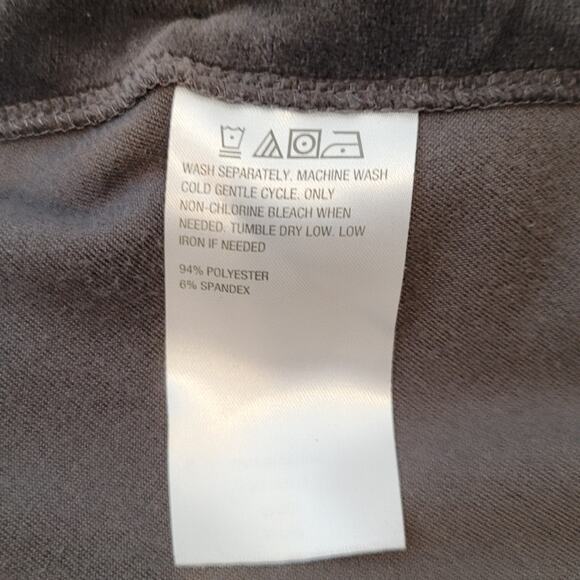 WASH SEPARATELY. MACHINE WASH
COLD GENTLE CYCLE. ONLY
NON-CHLORINE BLEACH WHEN
NEEDED. TUMBLE DRY LOW. LOW
IRON IF NEEDED
94% POLYESTER
6% SPANDEX